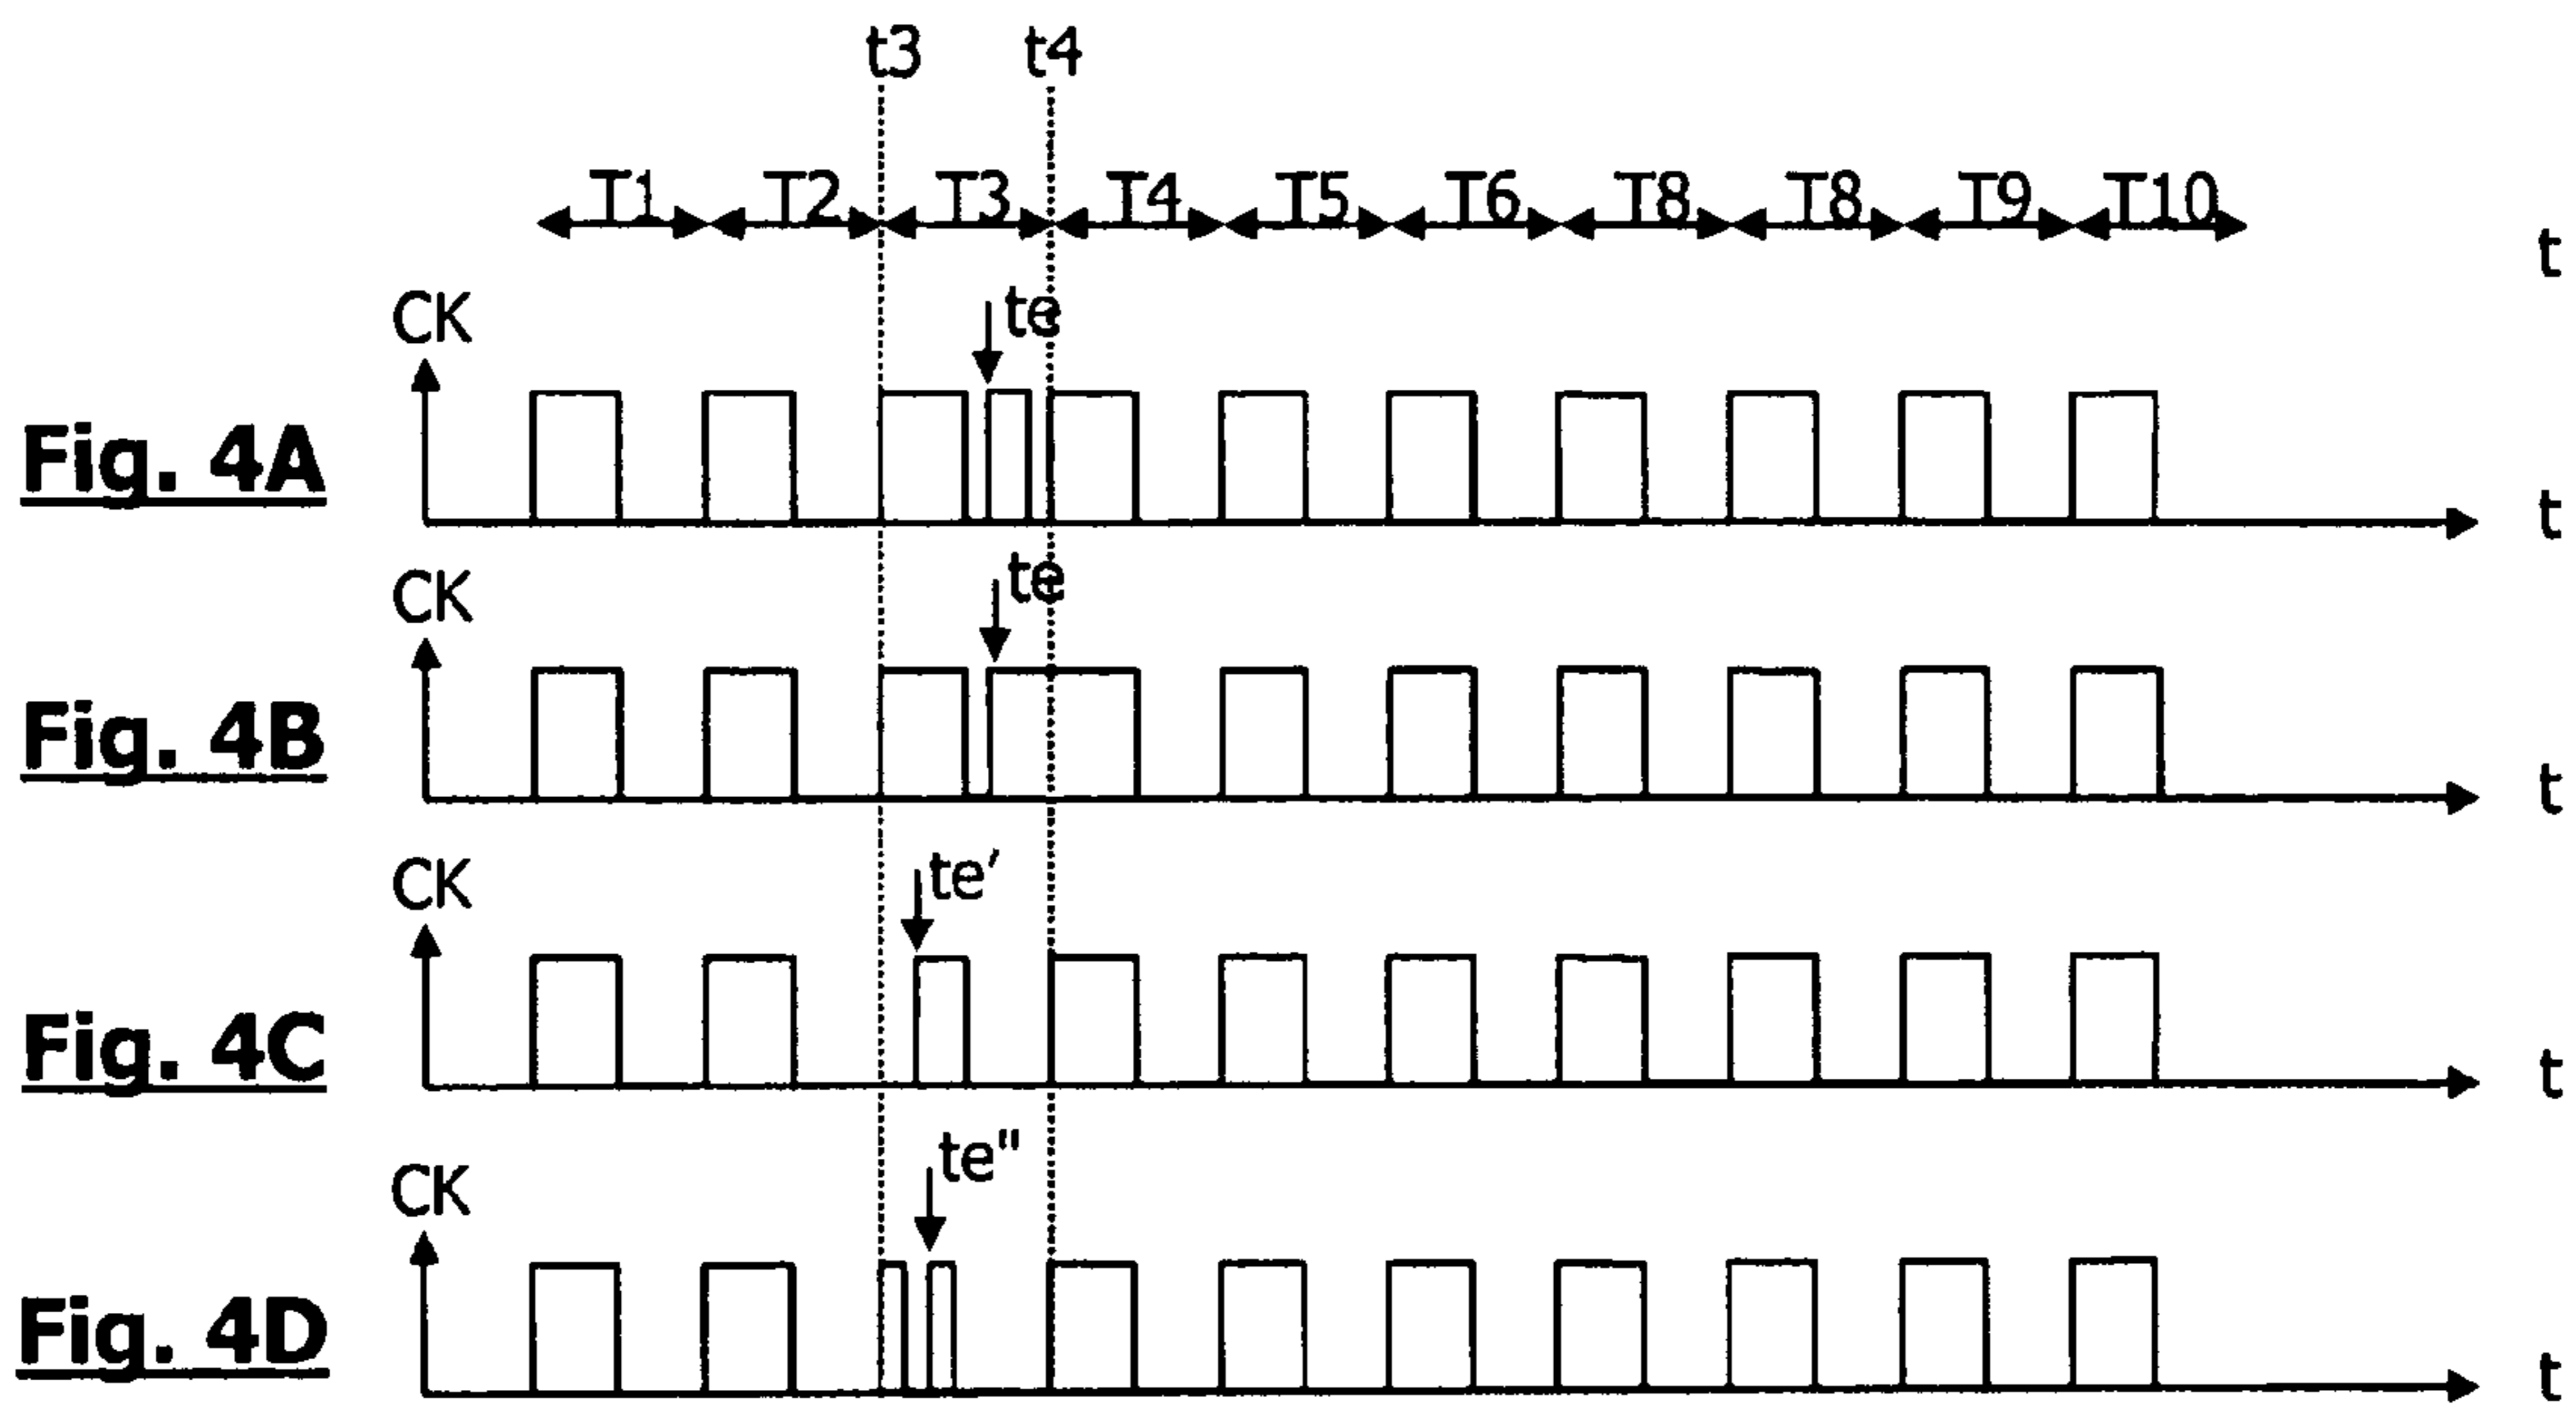 t3 t4
T1 T2 T3 T4 T5 T6 T8 T8 T9 T10
t
CK te
Fig. 4A
t
CK te
Fig. 4B
t
CK te′
Fig. 4C
t
CK te"
Fig. 4D
t